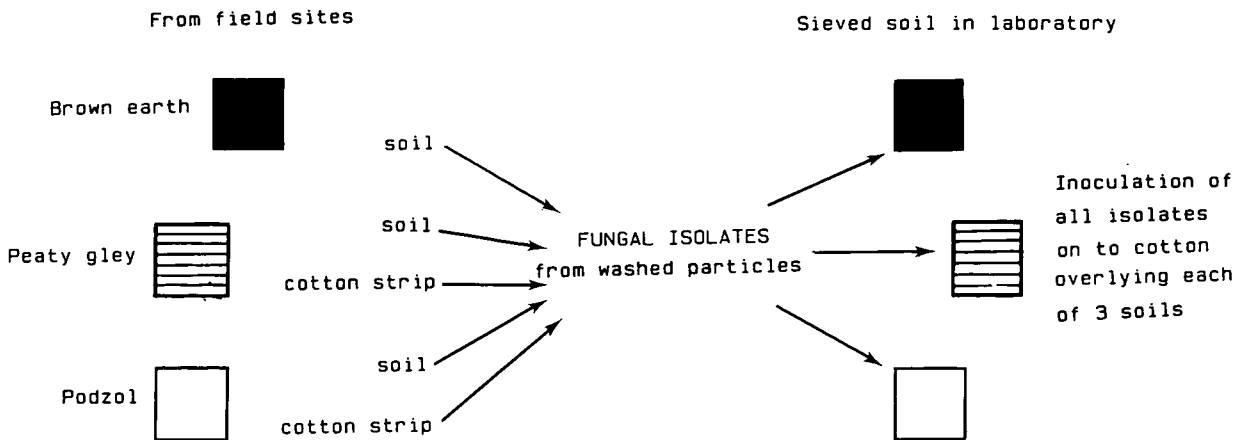 From field sites
Sieved soil in laboratory
Brown earth
soil
Peaty gley
soil
cotton strip
FUNGAL ISOLATES
from washed particles
Inoculation of
all isolates
on to cotton
overlying each
of 3 soils
Podzol
soil
cotton strip